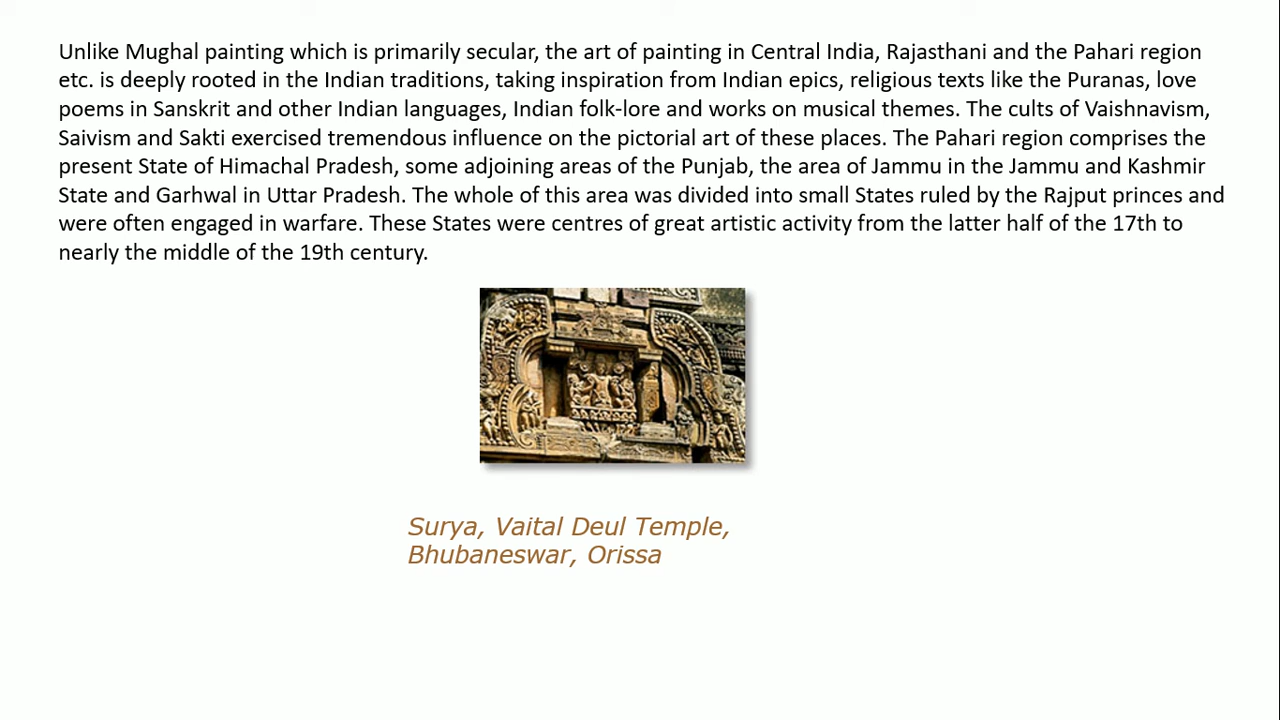 Unlike Mughal painting which is primarily secular, the art of painting in Central India, Rajasthani and the Pahari region
etc. is deeply rooted in the Indian traditions, taking inspiration from Indian epics, religious texts like the Puranas, love
poems in Sanskrit and other Indian languages, Indian folk-lore and works on musical themes. The cults of Vaishnavism,
Saivism and Sakti exercised tremendous influence on the pictorial art of these places. The Pahari region comprises the
present State of Himachal Pradesh, some adjoining areas of the Punjab, the area of Jammu in the Jammu and Kashmir
State and Garhwal in Uttar Pradesh. The whole of this area was divided into small States ruled by the Rajput princes and
were often engaged in warfare. These States were centres of great artistic activity from the latter half of the 17th to
nearly the middle of the 19th century.
Surya, Vaital Deul Temple,
Bhubaneswar, Orissa